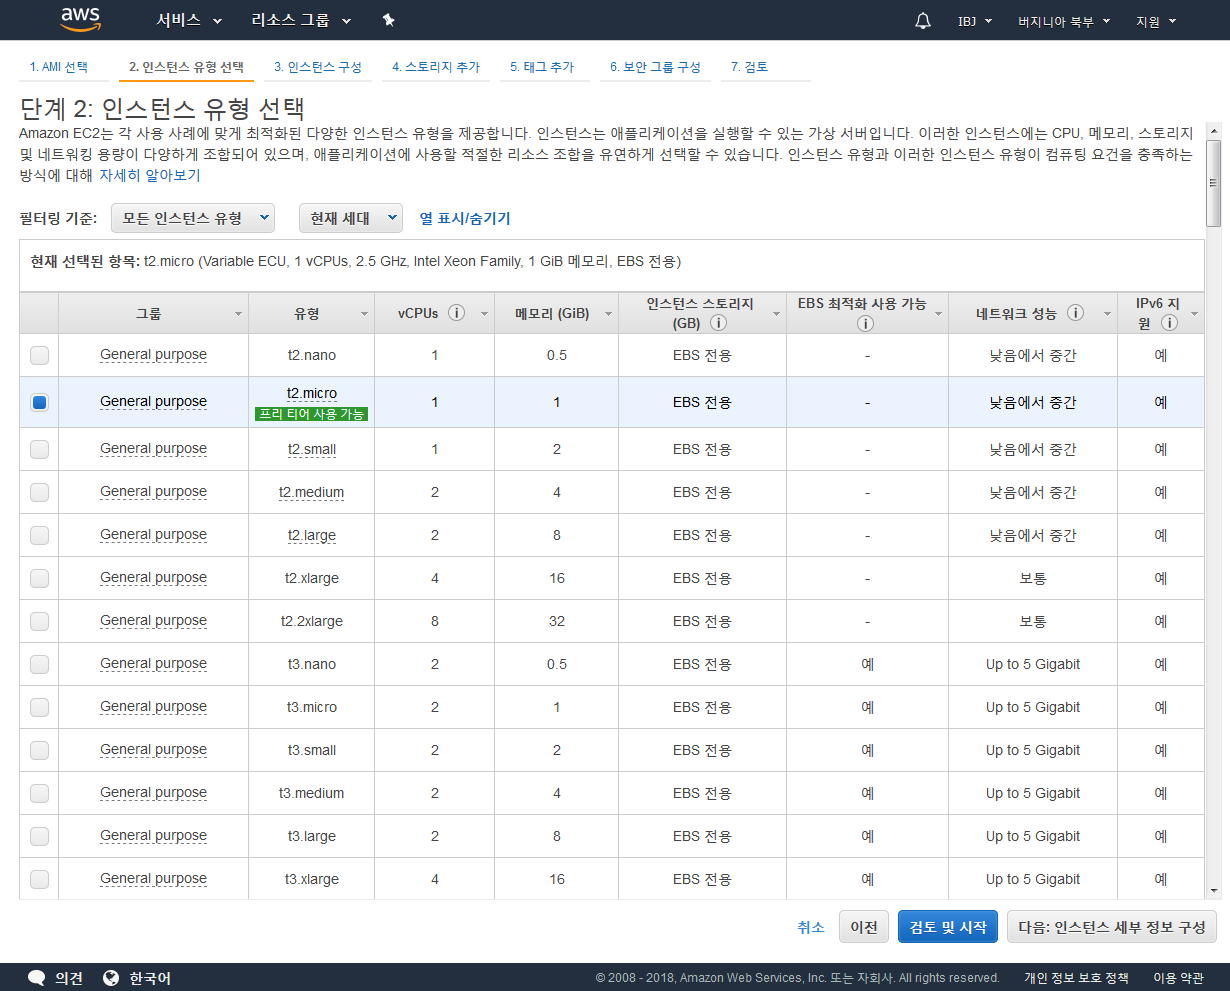 aws 서비스 리소스 그룹 IBJ 버지니아 북부 지원
1. AMI 선택 2. 인스턴스 유형 선택 3. 인스턴스 구성 4. 스토리지 추가 5. 태그 추가 6. 보안 그룹 구성 7. 검토
단계 2: 인스턴스 유형 선택
Amazon EC2는 각 사용 사례에 맞게 최적화된 다양한 인스턴스 유형을 제공합니다. 인스턴스는 애플리케이션을 실행할 수 있는 가상 서버입니다. 이러한 인스턴스에는 CPU, 메모리, 스토리지
및 네트워킹 용량이 다양하게 조합되어 있으며, 애플리케이션에 사용할 적절한 리소스 조합을 유연하게 선택할 수 있습니다. 인스턴스 유형과 이러한 인스턴스 유형이 컴퓨팅 요건을 충족하는
방식에 대해 자세히 알아보기
필터링 기준: 모든 인스턴스 유형 현재 세대 열 표시/숨기기
현재 선택된 항목: t2.micro (Variable ECU, 1 vCPUs, 2.5 GHz, Intel Xeon Family, 1 GiB 메모리, EBS 전용)
그룹 유형 vCPUs 메모리 (GiB) 인스턴스 스토리지 (GB) EBS 최적화 사용 가능 네트워크 성능 IPv6 지원
General purpose t2.nano 1 0.5 EBS 전용 - 낮음에서 중간 예
General purpose t2.micro 프리 티어 사용 가능 1 1 EBS 전용 - 낮음에서 중간 예
General purpose t2.small 1 2 EBS 전용 - 낮음에서 중간 예
General purpose t2.medium 2 4 EBS 전용 - 낮음에서 중간 예
General purpose t2.large 2 8 EBS 전용 - 낮음에서 중간 예
General purpose t2.xlarge 4 16 EBS 전용 - 보통 예
General purpose t2.2xlarge 8 32 EBS 전용 - 보통 예
General purpose t3.nano 2 0.5 EBS 전용 예 Up to 5 Gigabit 예
General purpose t3.micro 2 1 EBS 전용 예 Up to 5 Gigabit 예
General purpose t3.small 2 2 EBS 전용 예 Up to 5 Gigabit 예
General purpose t3.medium 2 4 EBS 전용 예 Up to 5 Gigabit 예
General purpose t3.large 2 8 EBS 전용 예 Up to 5 Gigabit 예
General purpose t3.xlarge 4 16 EBS 전용 예 Up to 5 Gigabit 예
취소 이전 검토 및 시작 다음: 인스턴스 세부 정보 구성
의견 한국어 © 2008 - 2018, Amazon Web Services, Inc. 또는 자회사. All rights reserved. 개인 정보 보호 정책 이용 약관